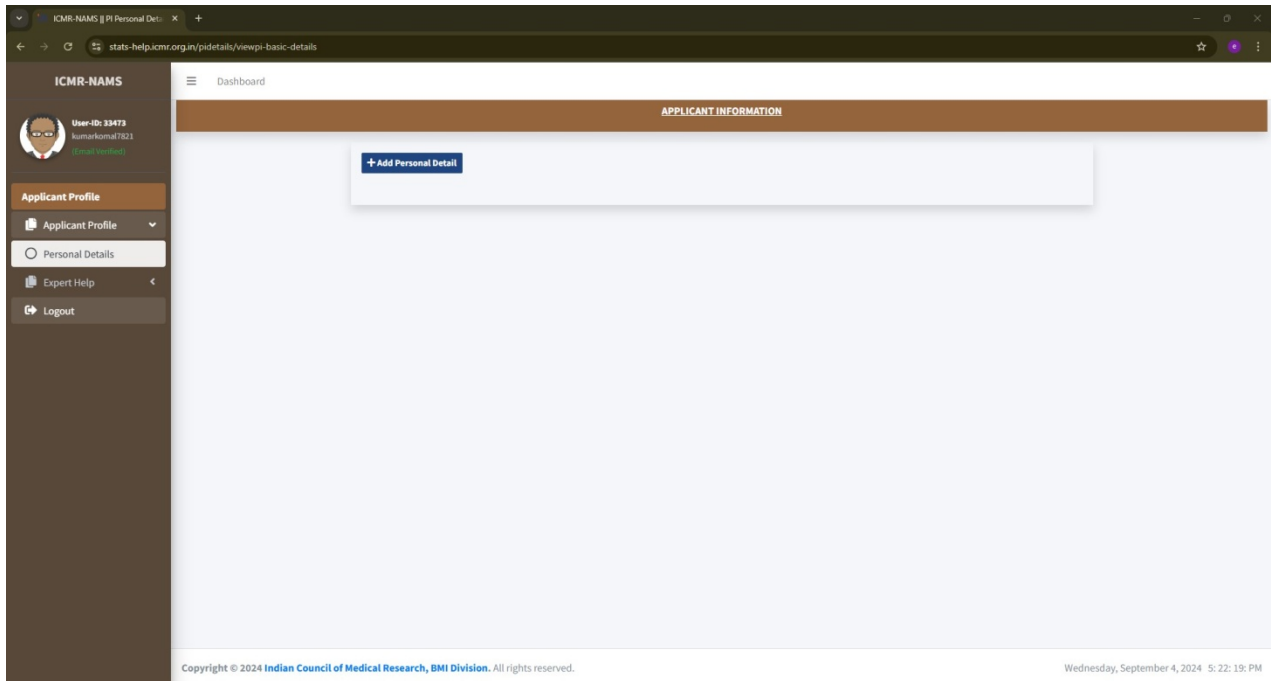 ICMR-NAMS || PI Personal Deta
stats-help.icmr.org.in/pidetails/viewpi-basic-details
e
ICMR-NAMS
User-ID: 33473
kumarkomal7821
(Email Verified)
Applicant Profile
Applicant Profile
Personal Details
Expert Help
Logout
Dashboard
APPLICANT INFORMATION
+ Add Personal Detail
Copyright © 2024 Indian Council of Medical Research, BMI Division. All rights reserved.
Wednesday, September 4, 2024 5: 22: 19: PM